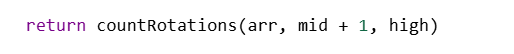 return countRotations(arr, mid + 1, high)